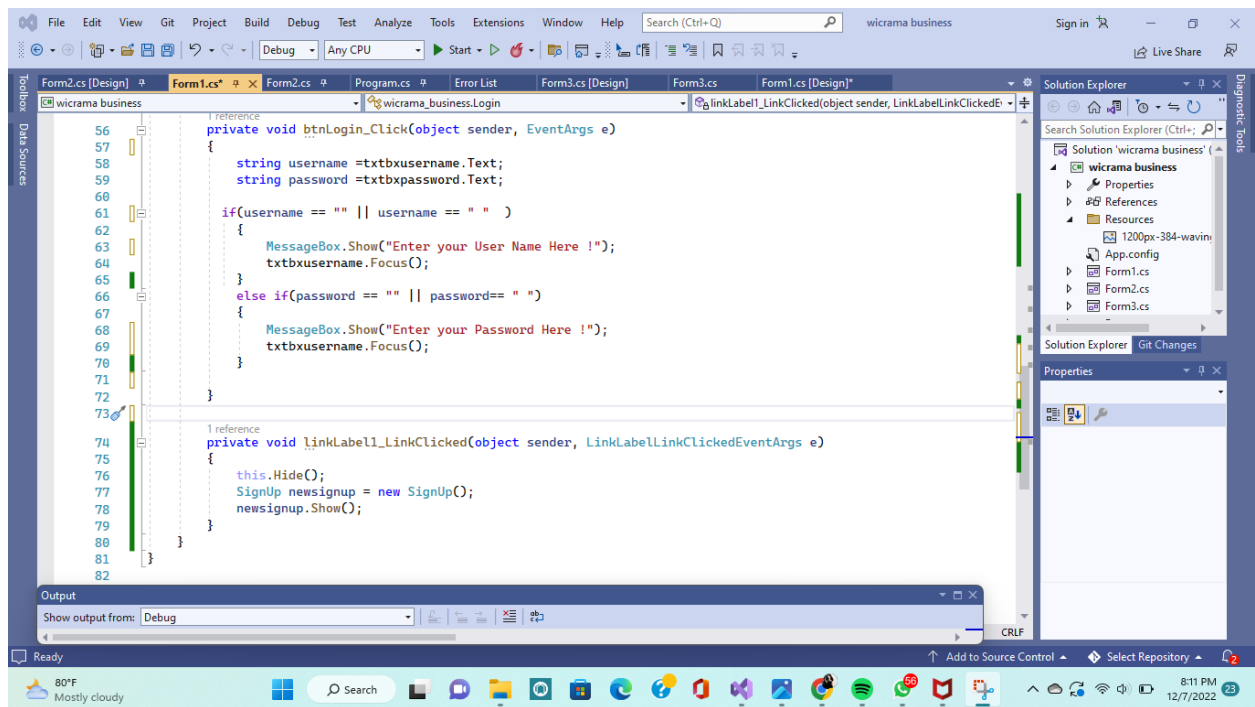 File Edit View Git Project Build Debug Test Analyze Tools Extensions Window Help Search (Ctrl+Q) wicrama business Sign in
Debug Any CPU Start Live Share
Form2.cs [Design] Form1.cs* Form2.cs Program.cs Error List Form3.cs [Design] Form3.cs Form1.cs [Design]*
wicrama business wicrama_business.Login linkLabel1_LinkClicked(object sender, LinkLabelLinkClickedEv
Toolbox
Data Sources
1 reference
56 private void btnLogin_Click(object sender, EventArgs e)
57 {
58 string username =txtbxusername.Text;
59 string password =txtbxpassword.Text;
60
61 if(username == "" || username == " " )
62 {
63 MessageBox.Show("Enter your User Name Here !");
64 txtbxusername.Focus();
65 }
66 else if(password == "" || password== " ")
67 {
68 MessageBox.Show("Enter your Password Here !");
69 txtbxusername.Focus();
70 }
71
72 }
73
1 reference
74 private void linkLabel1_LinkClicked(object sender, LinkLabelLinkClickedEventArgs e)
75 {
76 this.Hide();
77 SignUp newsignup = new SignUp();
78 newsignup.Show();
79 }
80 }
81 }
82
Output
Show output from: Debug
CRLF
Solution Explorer
Search Solution Explorer (Ctrl+;
Solution 'wicrama business' (
wicrama business
Properties
References
Resources
1200px-384-waving
App.config
Form1.cs
Form2.cs
Form3.cs
Solution Explorer Git Changes
Properties
Diagnostic Tools
Ready Add to Source Control Select Repository 2
80°F
Mostly cloudy
Search
56
8:11 PM
12/7/2022
23